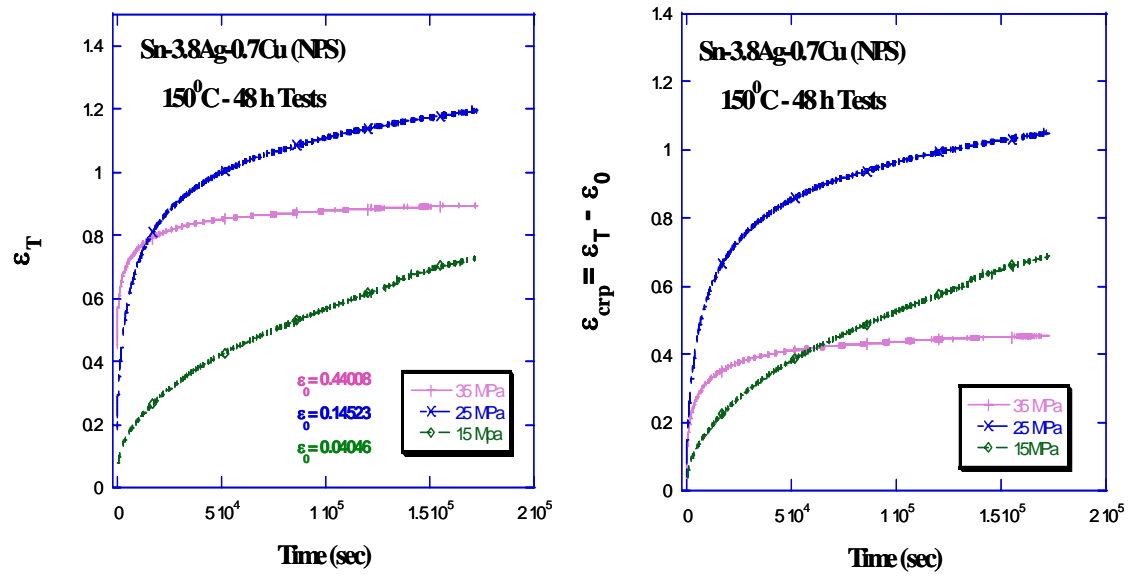 Sn-3.8Ag-0.7Cu (NPS)
150⁰C - 48 h Tests
1.4
1.2
1
0.8
0.6
0.4
0.2
0
ε_T
ε₀ = 0.44008
ε₀ = 0.14523
ε₀ = 0.04046
35 MPa
25 MPa
15 Mpa
0
5 10⁴
1 10⁵
1.5 10⁵
2 10⁵
Time (sec)
Sn-3.8Ag-0.7Cu (NPS)
150⁰C - 48 h Tests
1.4
1.2
1
0.8
0.6
0.4
0.2
0
ε_crp = ε_T - ε₀
35 MPa
25 MPa
15MPa
0
5 10⁴
1 10⁵
1.5 10⁵
2 10⁵
Time (sec)